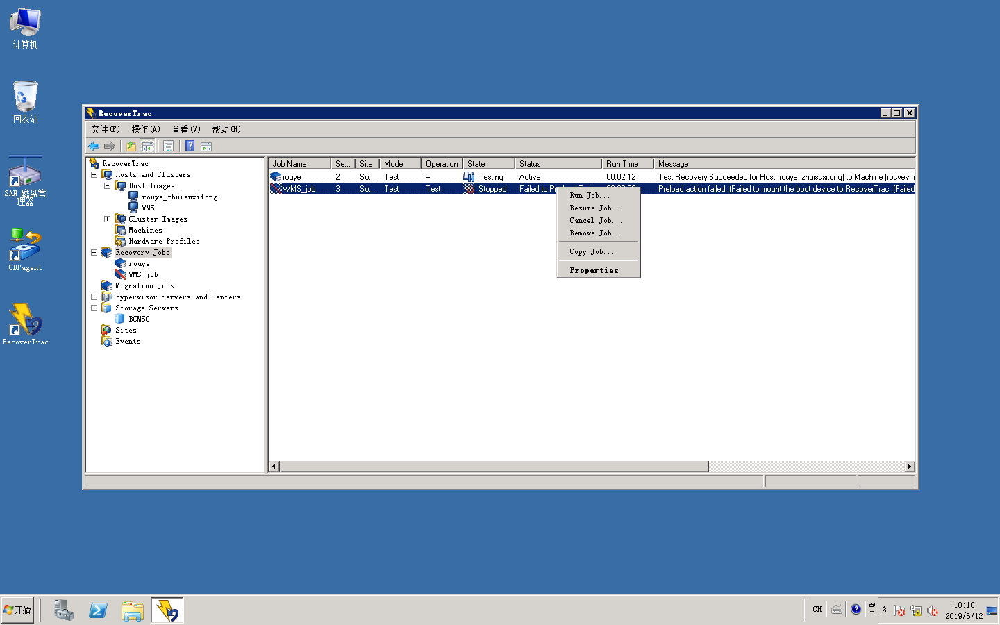 计算机
回收站
SAN 磁盘管
理器
CDPagent
RecoverTrac
RecoverTrac
文件(F) 操作(A) 查看(V) 帮助(H)
RecoverTrac
Hosts and Clusters
Host Images
rouye_zhuisuxitong
WMS
Cluster Images
Machines
Hardware Profiles
Recovery Jobs
rouye
WMS_job
Migration Jobs
Hypervisor Servers and Centers
Storage Servers
BCM50
Sites
Events
Job Name Se... Site Mode Operation State Status Run Time Message
rouye 2 So... Test -- Testing Active 00:02:12 Test Recovery Succeeded for Host (rouye_zhuisuxitong) to Machine (rouyevm
WMS_job 3 So... Test Test Stopped Failed to Preload action failed. (Failed to mount the boot device to RecoverTrac. (Failed
Run Job...
Resume Job...
Cancel Job...
Remove Job...
Copy Job...
Properties
开始
CH
10:10
2019/6/12